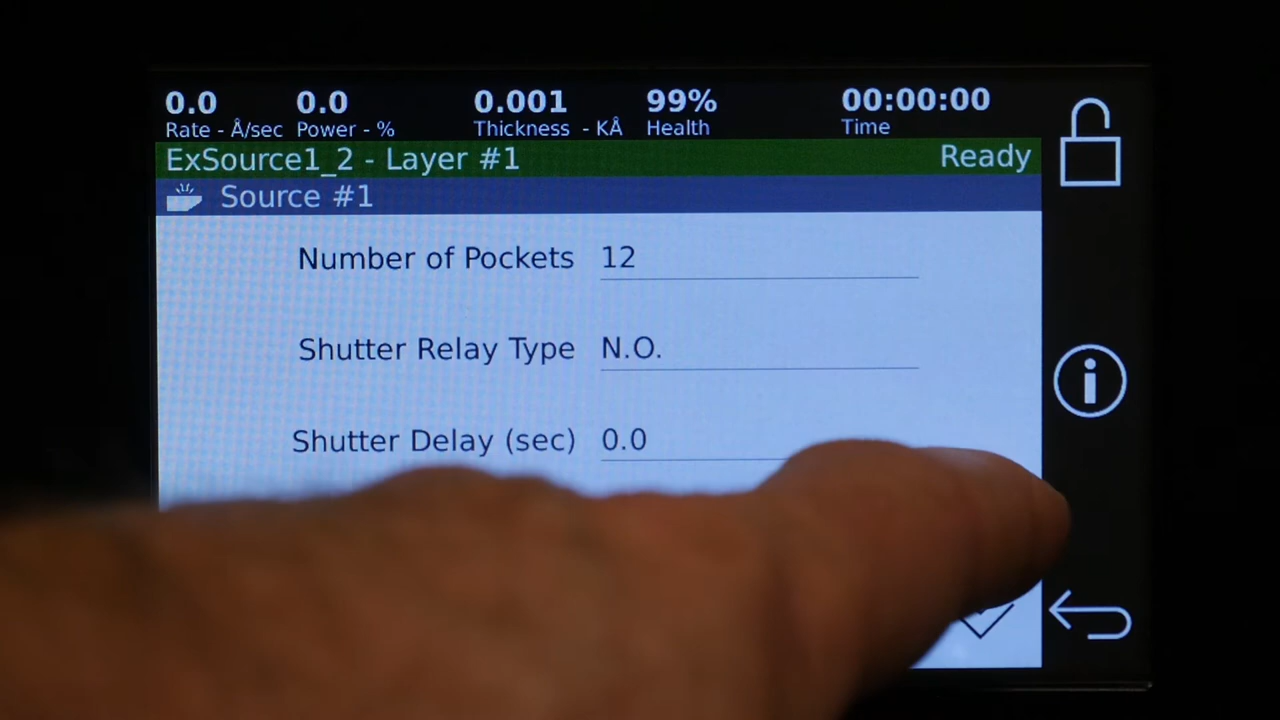 0.0 0.0 0.001 99% 00:00:00
Rate - Å/sec Power - % Thickness - KÅ Health Time
ExSource1_2 - Layer #1 Ready
Source #1
Number of Pockets 12
Shutter Relay Type N.O.
Shutter Delay (sec) 0.0